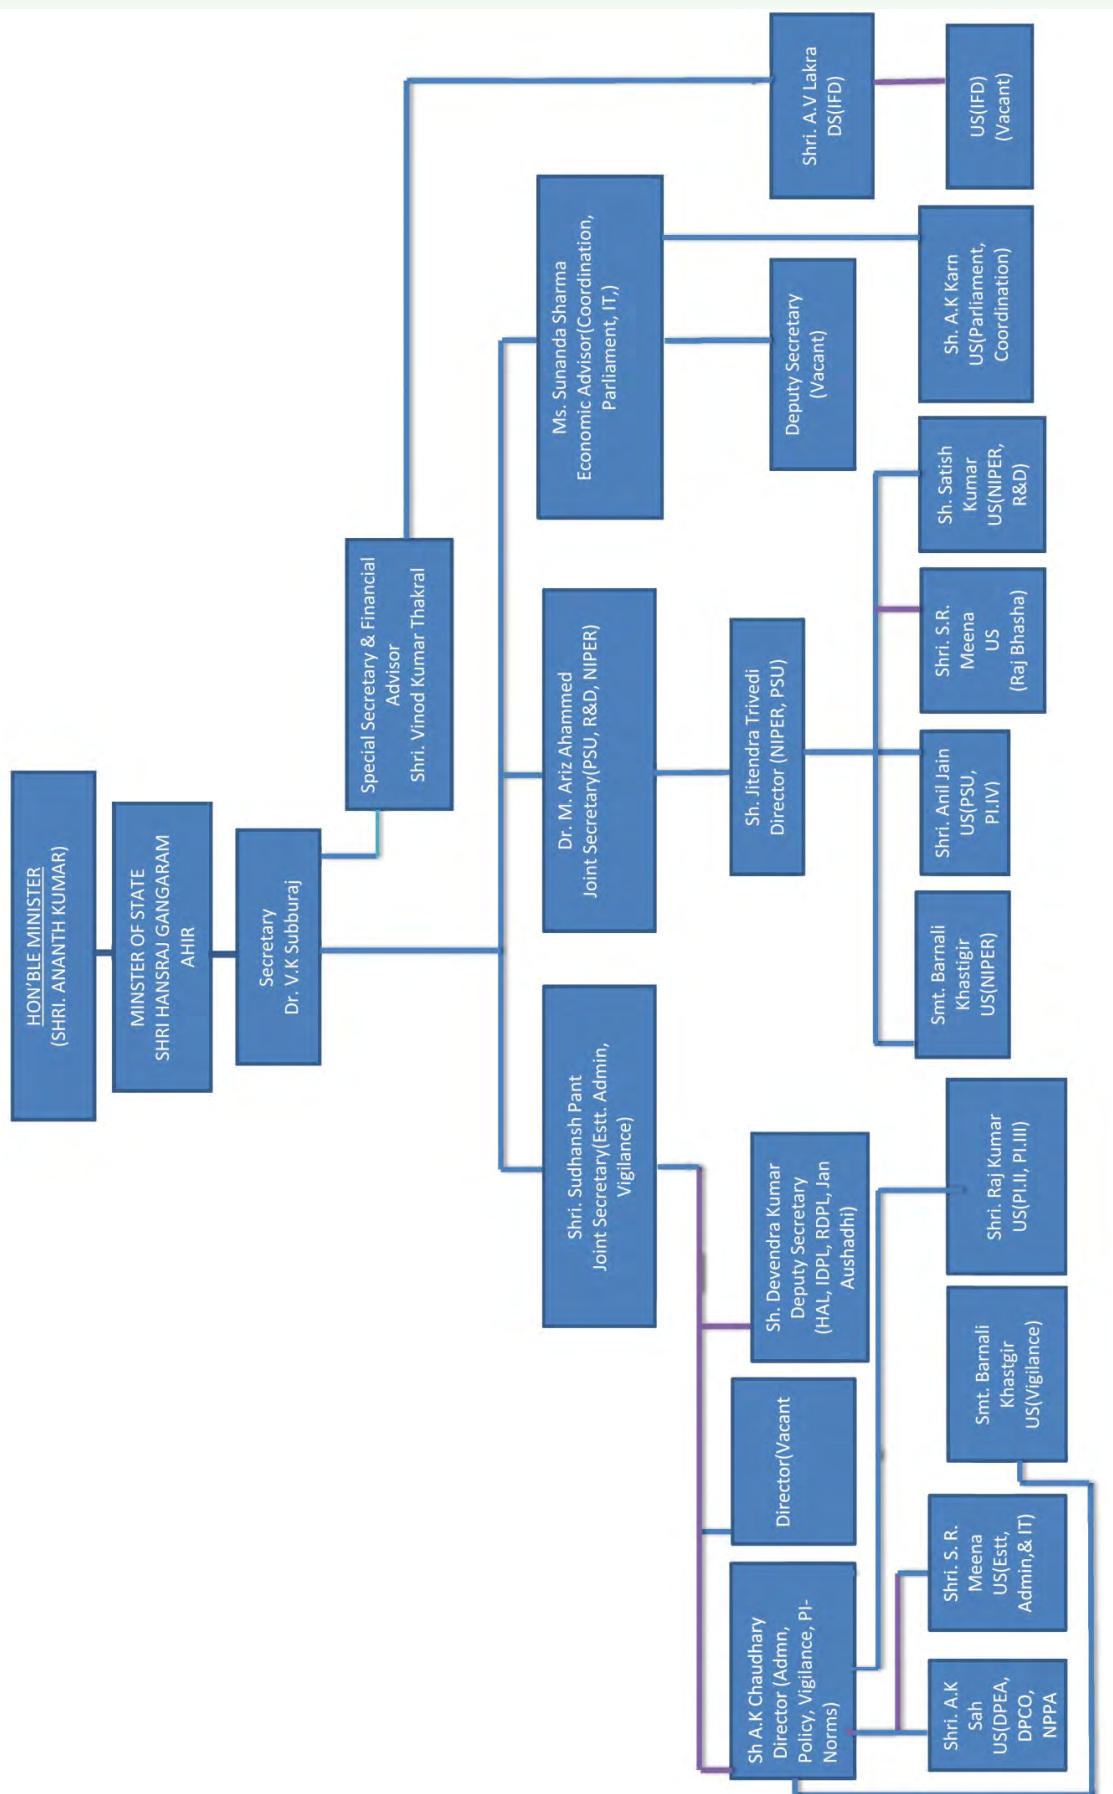 HON'BLE MINISTER
(SHRI. ANANTH KUMAR)
MINSTER OF STATE
SHRI HANSRAJ GANGARAM
AHIR
Secretary
Dr. V.K Subburaj
Special Secretary & Financial
Advisor
Shri. Vinod Kumar Thakral
Shri. Sudhansh Pant
Joint Secretary(Estt. Admin,
Vigilance)
Dr. M. Ariz Ahammed
Joint Secretary(PSU, R&D, NIPER)
Ms. Sunanda Sharma
Economic Advisor(Coordination,
Parliament, IT,)
Sh A.K Chaudhary
Director (Admn,
Policy, Vigilance, PI-
Norms)
Director(Vacant
Sh. Devendra Kumar
Deputy Secretary
(HAL, IDPL, RDPL, Jan
Aushadhi)
Sh. Jitendra Trivedi
Director (NIPER, PSU)
Deputy Secretary
(Vacant)
Shri. A.V Lakra
DS(IFD)
Shri. A.K
Sah
US(DPEA,
DPCO,
NPPA
Shri. S. R.
Meena
US(Estt,
Admin,& IT)
Smt. Barnali
Khastgir
US(Vigilance)
Shri. Raj Kumar
US(PI.II, PI.III)
Smt. Barnali
Khastigir
US(NIPER)
Shri. Anil Jain
US(PSU,
PI.IV)
Shri. S.R.
Meena
US
(Raj Bhasha)
Sh. Satish
Kumar
US(NIPER,
R&D)
Sh. A.K Karn
US(Parliament,
Coordination)
US(IFD)
(Vacant)